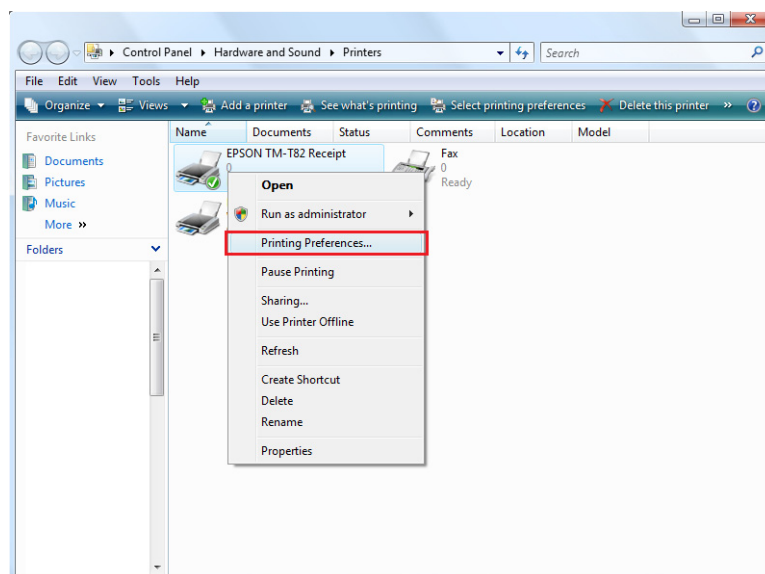 Control Panel Hardware and Sound Printers Search
File Edit View Tools Help
Organize Views Add a printer See what's printing Select printing preferences Delete this printer »
Favorite Links
Documents
Pictures
Music
More »
Folders
Name Documents Status Comments Location Model
EPSON TM-T82 Receipt
0
Fax
0
Ready
Open
Run as administrator
Printing Preferences...
Pause Printing
Sharing...
Use Printer Offline
Refresh
Create Shortcut
Delete
Rename
Properties